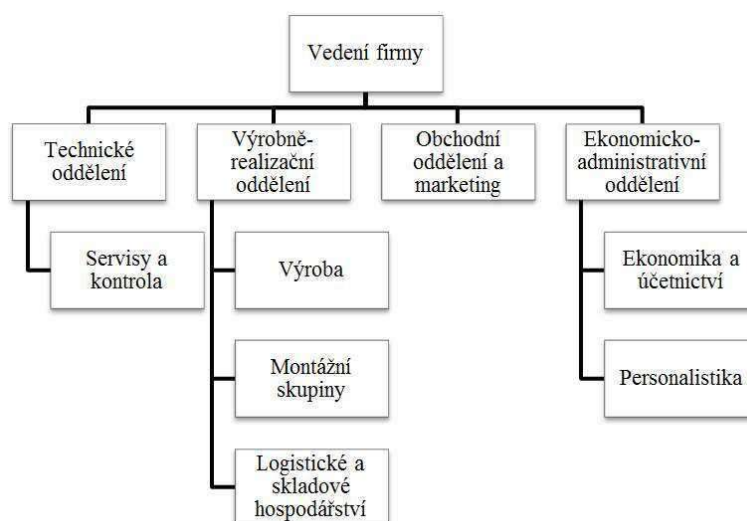 Vedení firmy
Technické
oddělení
Výrobně-
realizační
oddělení
Obchodní
oddělení a
marketing
Ekonomicko-
administrativní
oddělení
Servisy a
kontrola
Výroba
Ekonomika a
účetnictví
Montážní
skupiny
Personalistika
Logistické a
skladové
hospodářství